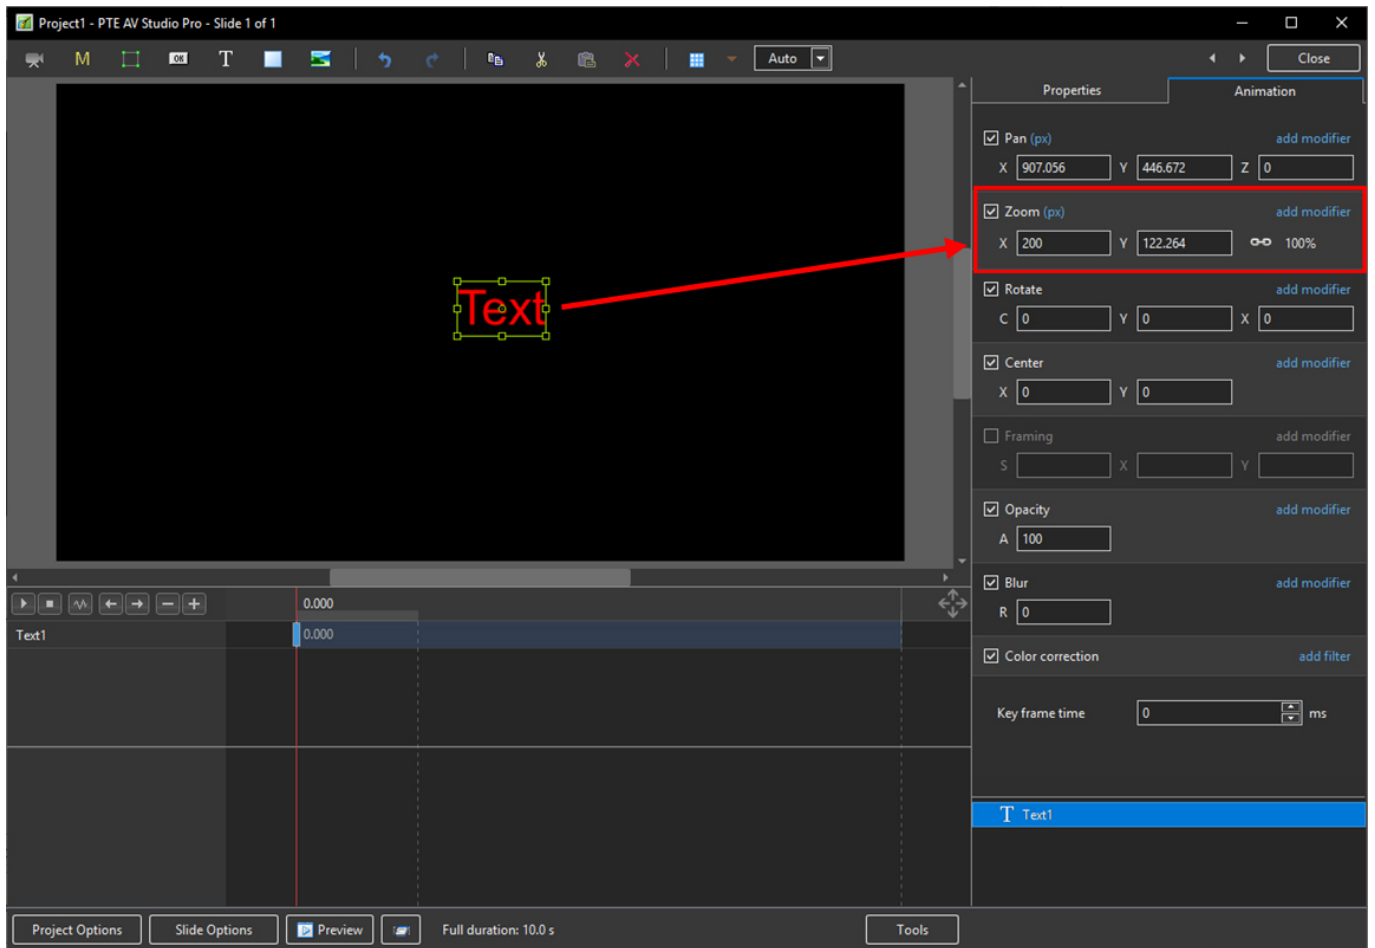 Project1 - PTE AV Studio Pro - Slide 1 of 1
M OK T Auto Close
Properties Animation
Pan (px) add modifier
X 907.056 Y 446.672 Z 0
Zoom (px) add modifier
X 200 Y 122.264 100%
Text
Rotate add modifier
C 0 Y 0 X 0
Center add modifier
X 0 Y 0
Framing add modifier
S X Y
Opacity add modifier
A 100
Blur add modifier
R 0
0.000
Text1 0.000
Color correction add filter
Key frame time 0 ms
T Text1
Project Options Slide Options Preview Full duration: 10.0 s Tools